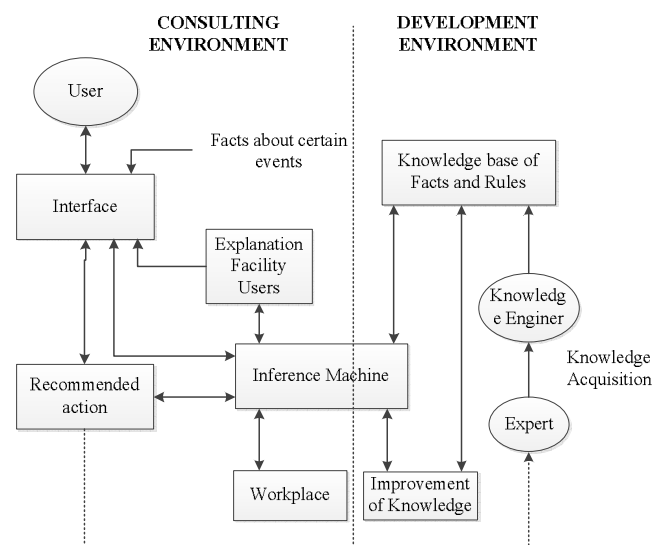 CONSULTING
ENVIRONMENT
DEVELOPMENT
ENVIRONMENT
User
Facts about certain
events
Knowledge base of
Facts and Rules
Interface
Explanation
Facility
Users
Knowledg
e Enginer
Knowledge
Acquisition
Inference Machine
Recommended
action
Expert
Workplace
Improvement
of Knowledge